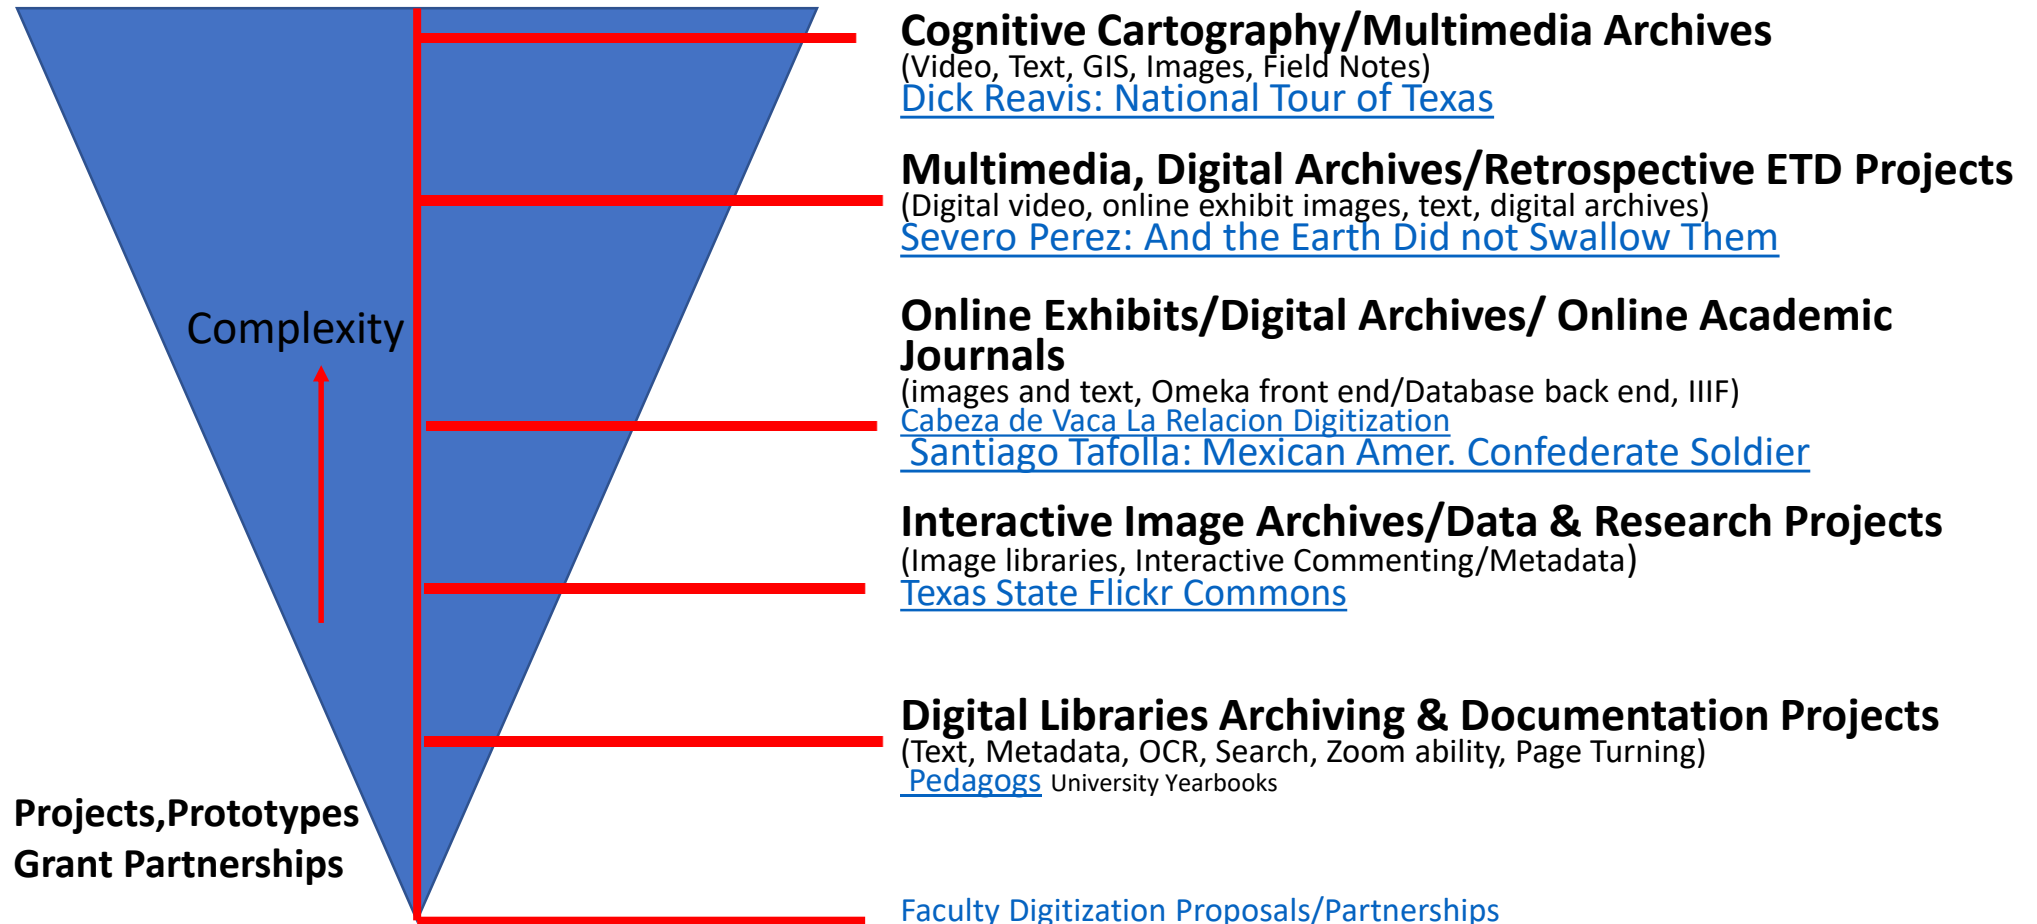 Cognitive Cartography/Multimedia Archives
(Video, Text, GIS, Images, Field Notes)
Dick Reavis: National Tour of Texas
Multimedia, Digital Archives/Retrospective ETD Projects
(Digital video, online exhibit images, text, digital archives)
Severo Perez: And the Earth Did not Swallow Them
Complexity
Online Exhibits/Digital Archives/ Online Academic
Journals
(images and text, Omeka front end/Database back end, IIIF)
Cabeza de Vaca La Relacion Digitization
Santiago Tafolla: Mexican Amer. Confederate Soldier
Interactive Image Archives/Data & Research Projects
(Image libraries, Interactive Commenting/Metadata)
Texas State Flickr Commons
Digital Libraries Archiving & Documentation Projects
(Text, Metadata, OCR, Search, Zoom ability, Page Turning)
Pedagogs University Yearbooks
Projects,Prototypes
Grant Partnerships
Faculty Digitization Proposals/Partnerships